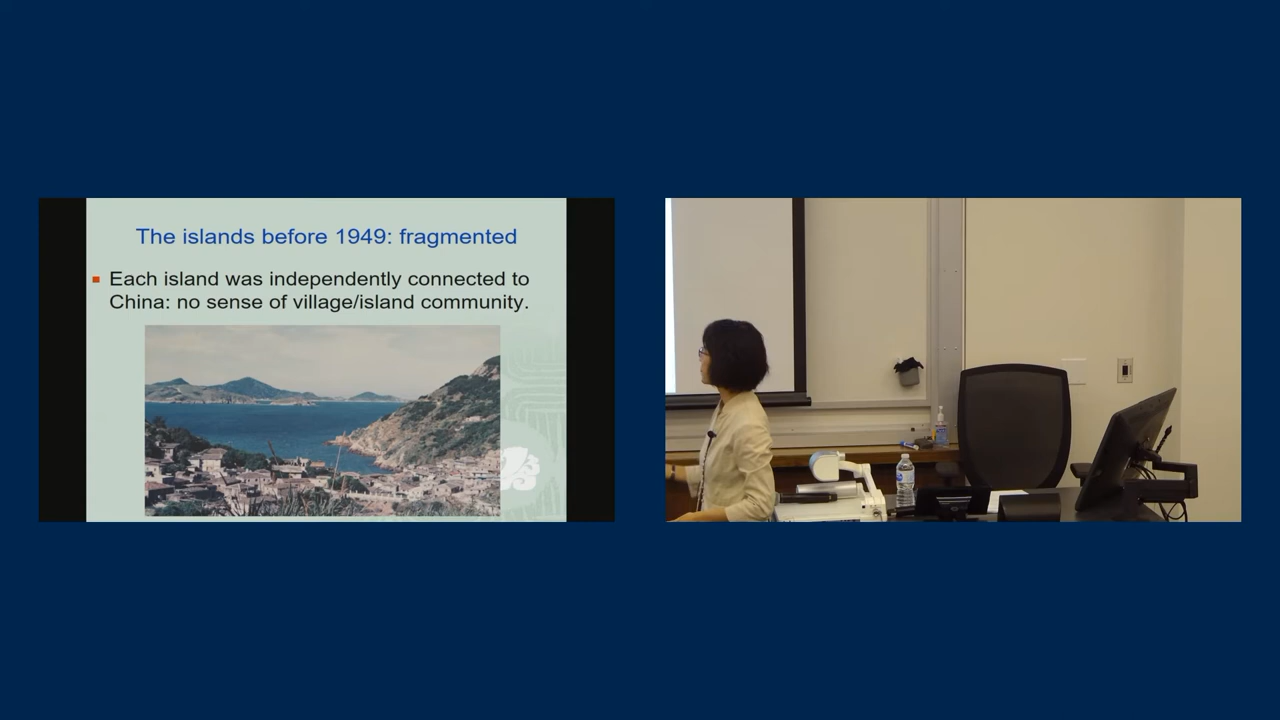 The islands before 1949: fragmented
Each island was independently connected to
China: no sense of village/island community.